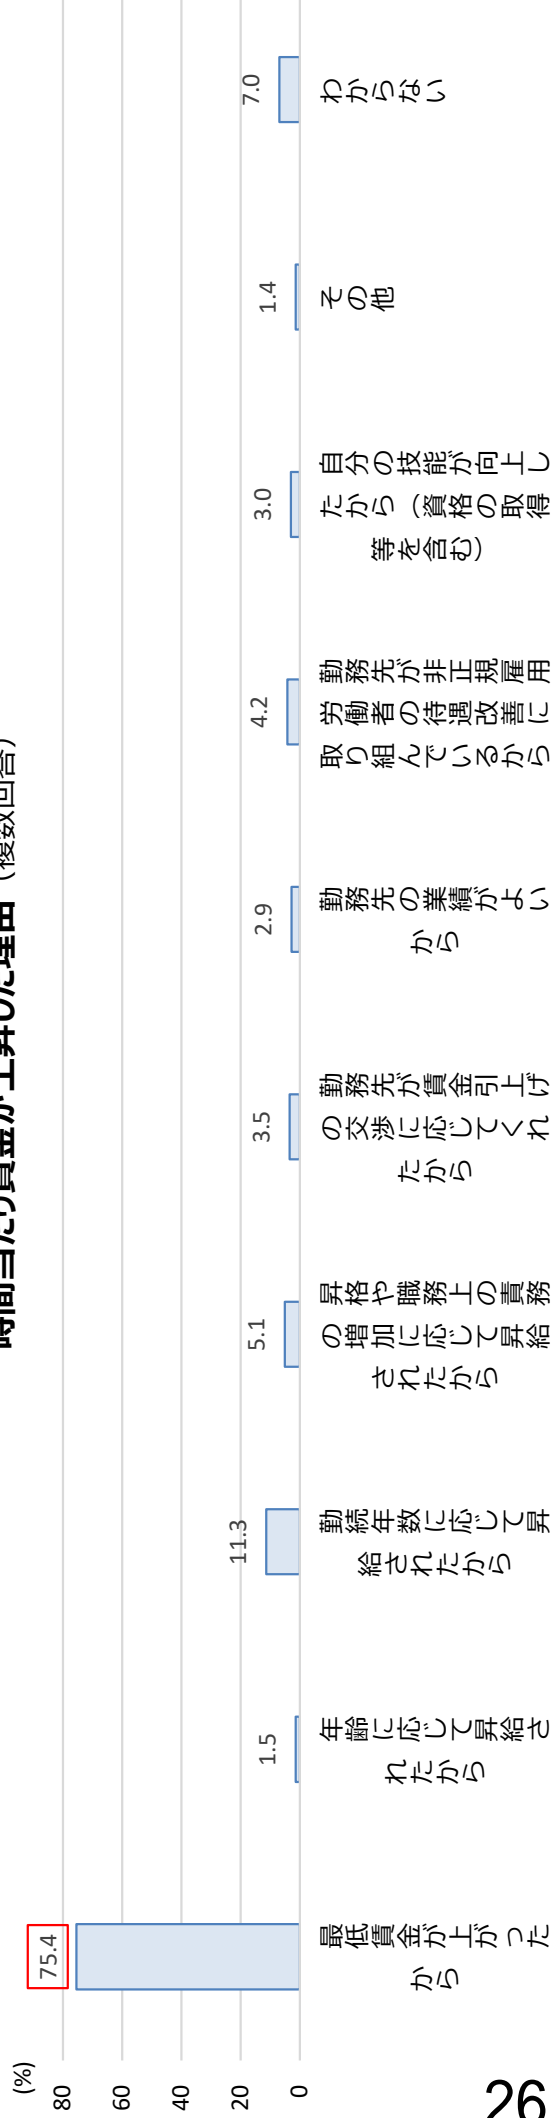 時間当たり賃金が上昇した理由（複数回答）
(%)
80
60
40
20
0
75.4
1.5
11.3
5.1
3.5
2.9
4.2
3.0
1.4
7.0
最低賃金が上がった
から
年齢に応じて昇給さ
れたから
勤続年数に応じて昇
給されたから
昇格や職務上の責務
の増加に応じて昇給
されたから
勤務先が賃金引上げ
の交渉に応じてくれ
たから
勤務先の業績がよい
から
勤務先が非正規雇用
労働者の待遇改善に
取り組んでいるから
自分の技能が向上し
たから（資格の取得
等を含む）
その他
わからない
26